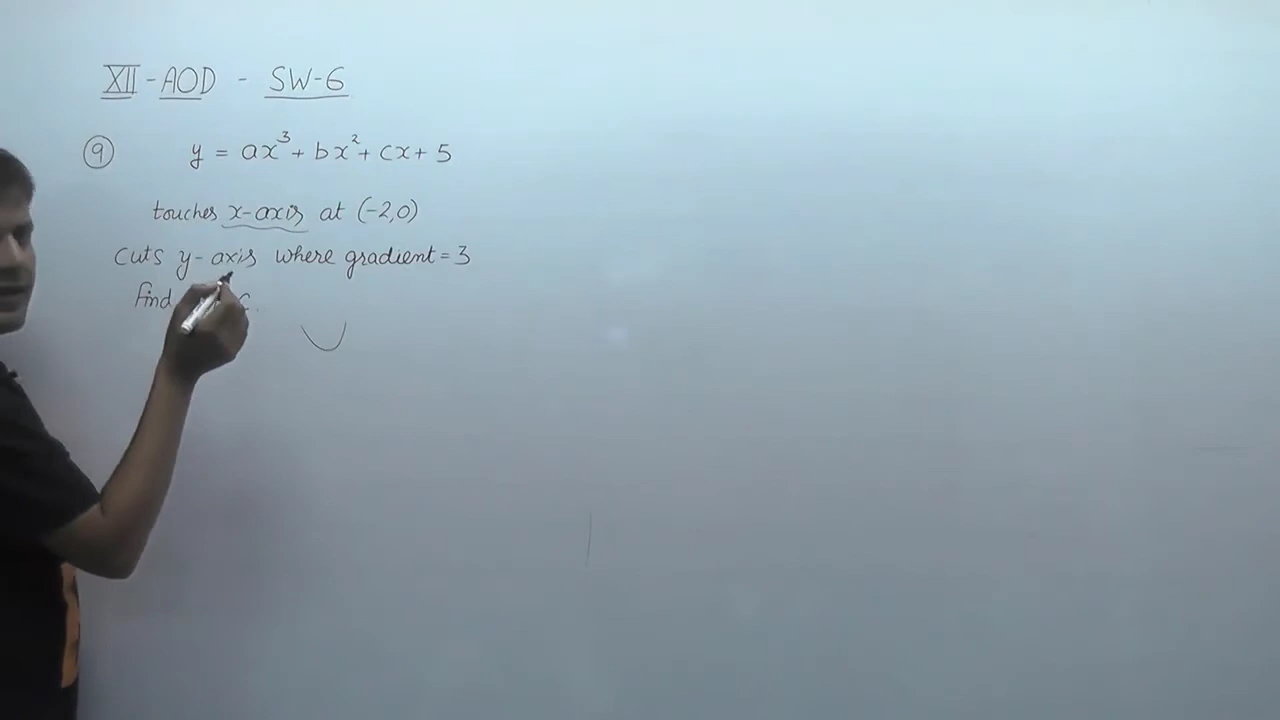 XII - AOD - SW-6
9 y = ax³ + bx² + cx + 5
touches x-axis at (-2,0)
cuts y-axis where gradient = 3
find c.